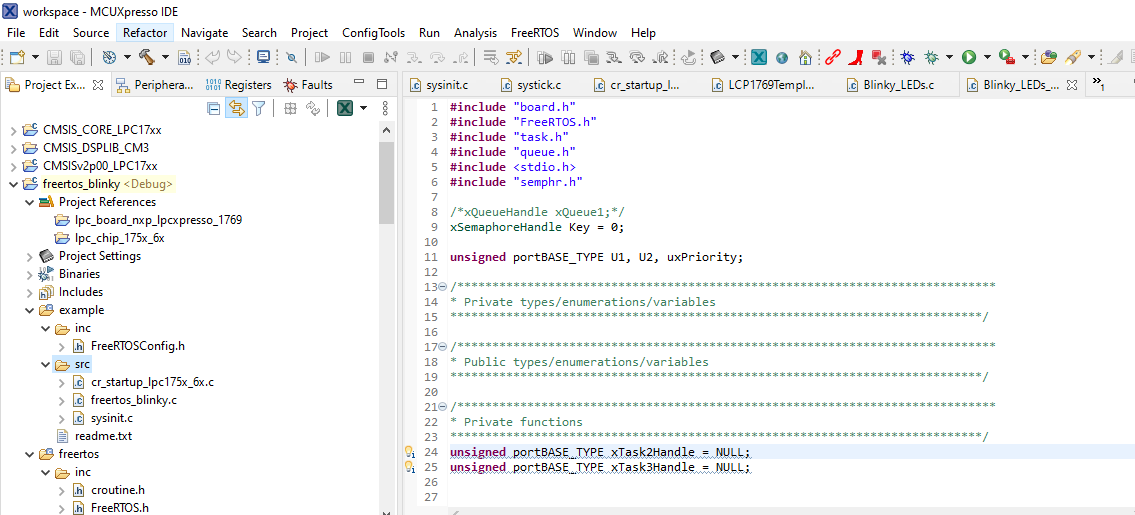 workspace - MCUXpresso IDE
File Edit Source Refactor Navigate Search Project ConfigTools Run Analysis FreeRTOS Window Help
Project Ex... Periphera... Registers Faults
sysinit.c systick.c cr_startup_l... LCP1769Templ... Blinky_LEDs.c Blinky_LEDs_... »1
CMSIS_CORE_LPC17xx
CMSIS_DSPLIB_CM3
CMSISv2p00_LPC17xx
freertos_blinky <Debug>
Project References
lpc_board_nxp_lpcxpresso_1769
lpc_chip_175x_6x
Project Settings
Binaries
Includes
example
inc
FreeRTOSConfig.h
src
cr_startup_lpc175x_6x.c
freertos_blinky.c
sysinit.c
readme.txt
freertos
inc
croutine.h
FreeRTOS.h
1 #include "board.h"
2 #include "FreeRTOS.h"
3 #include "task.h"
4 #include "queue.h"
5 #include <stdio.h>
6 #include "semphr.h"
7
8 /*xQueueHandle xQueue1;*/
9 xSemaphoreHandle Key = 0;
10
11 unsigned portBASE_TYPE U1, U2, uxPriority;
12
13 /*****************************************************************************
14 * Private types/enumerations/variables
15 ****************************************************************************/
16
17 /*****************************************************************************
18 * Public types/enumerations/variables
19 ****************************************************************************/
20
21 /*****************************************************************************
22 * Private functions
23 ****************************************************************************/
24 unsigned portBASE_TYPE xTask2Handle = NULL;
25 unsigned portBASE_TYPE xTask3Handle = NULL;
26
27